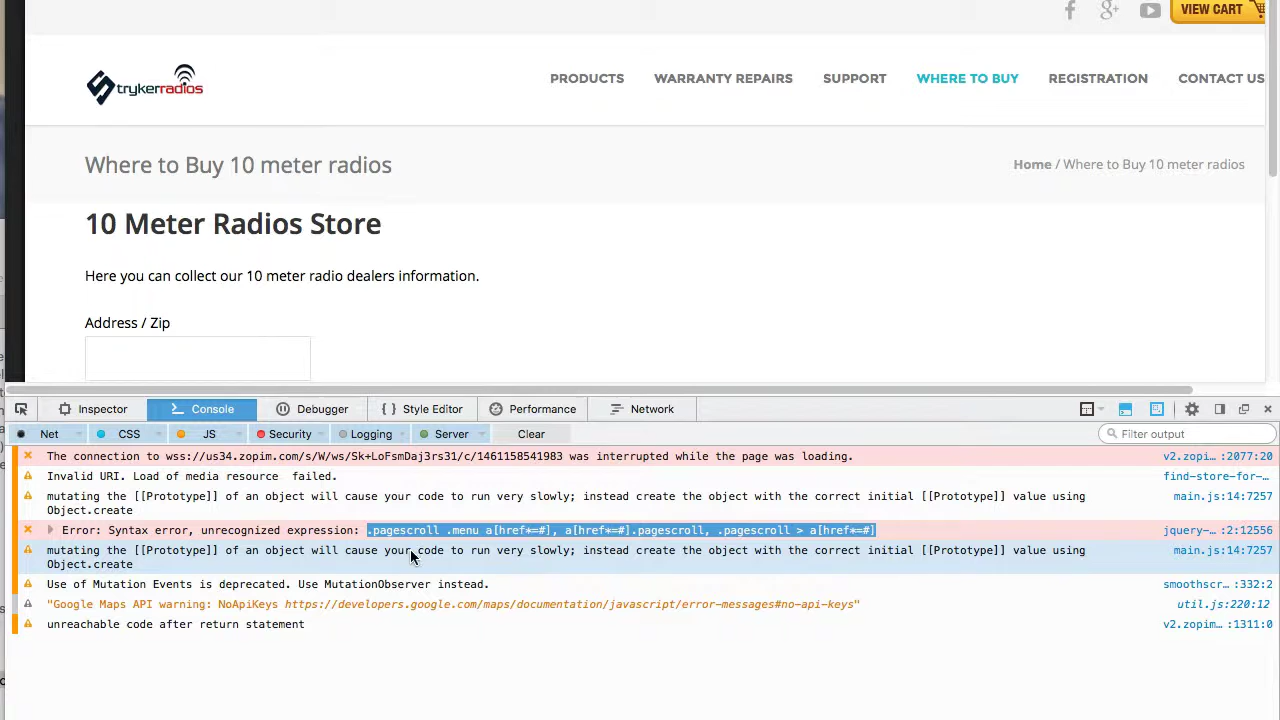 VIEW CART
strykerradios
PRODUCTS WARRANTY REPAIRS SUPPORT WHERE TO BUY REGISTRATION CONTACT US
Where to Buy 10 meter radios
Home / Where to Buy 10 meter radios
10 Meter Radios Store
Here you can collect our 10 meter radio dealers information.
Address / Zip
Inspector Console Debugger Style Editor Performance Network
Net CSS JS Security Logging Server Clear Filter output
The connection to wss://us34.zopim.com/s/W/ws/Sk+LoFsmDaj3rs31/c/1461158541983 was interrupted while the page was loading. v2.zopi… :2077:20
Invalid URI. Load of media resource  failed. find-store-for-…
mutating the [[Prototype]] of an object will cause your code to run very slowly; instead create the object with the correct initial [[Prototype]] value using main.js:14:7257
Object.create
Error: Syntax error, unrecognized expression: .pagescroll .menu a[href*=#], a[href*=#].pagescroll, .pagescroll > a[href*=#] jquery-… :2:12556
mutating the [[Prototype]] of an object will cause your code to run very slowly; instead create the object with the correct initial [[Prototype]] value using main.js:14:7257
Object.create
Use of Mutation Events is deprecated. Use MutationObserver instead. smoothscr… :332:2
"Google Maps API warning: NoApiKeys https://developers.google.com/maps/documentation/javascript/error-messages#no-api-keys" util.js:220:12
unreachable code after return statement v2.zopim… :1311:0